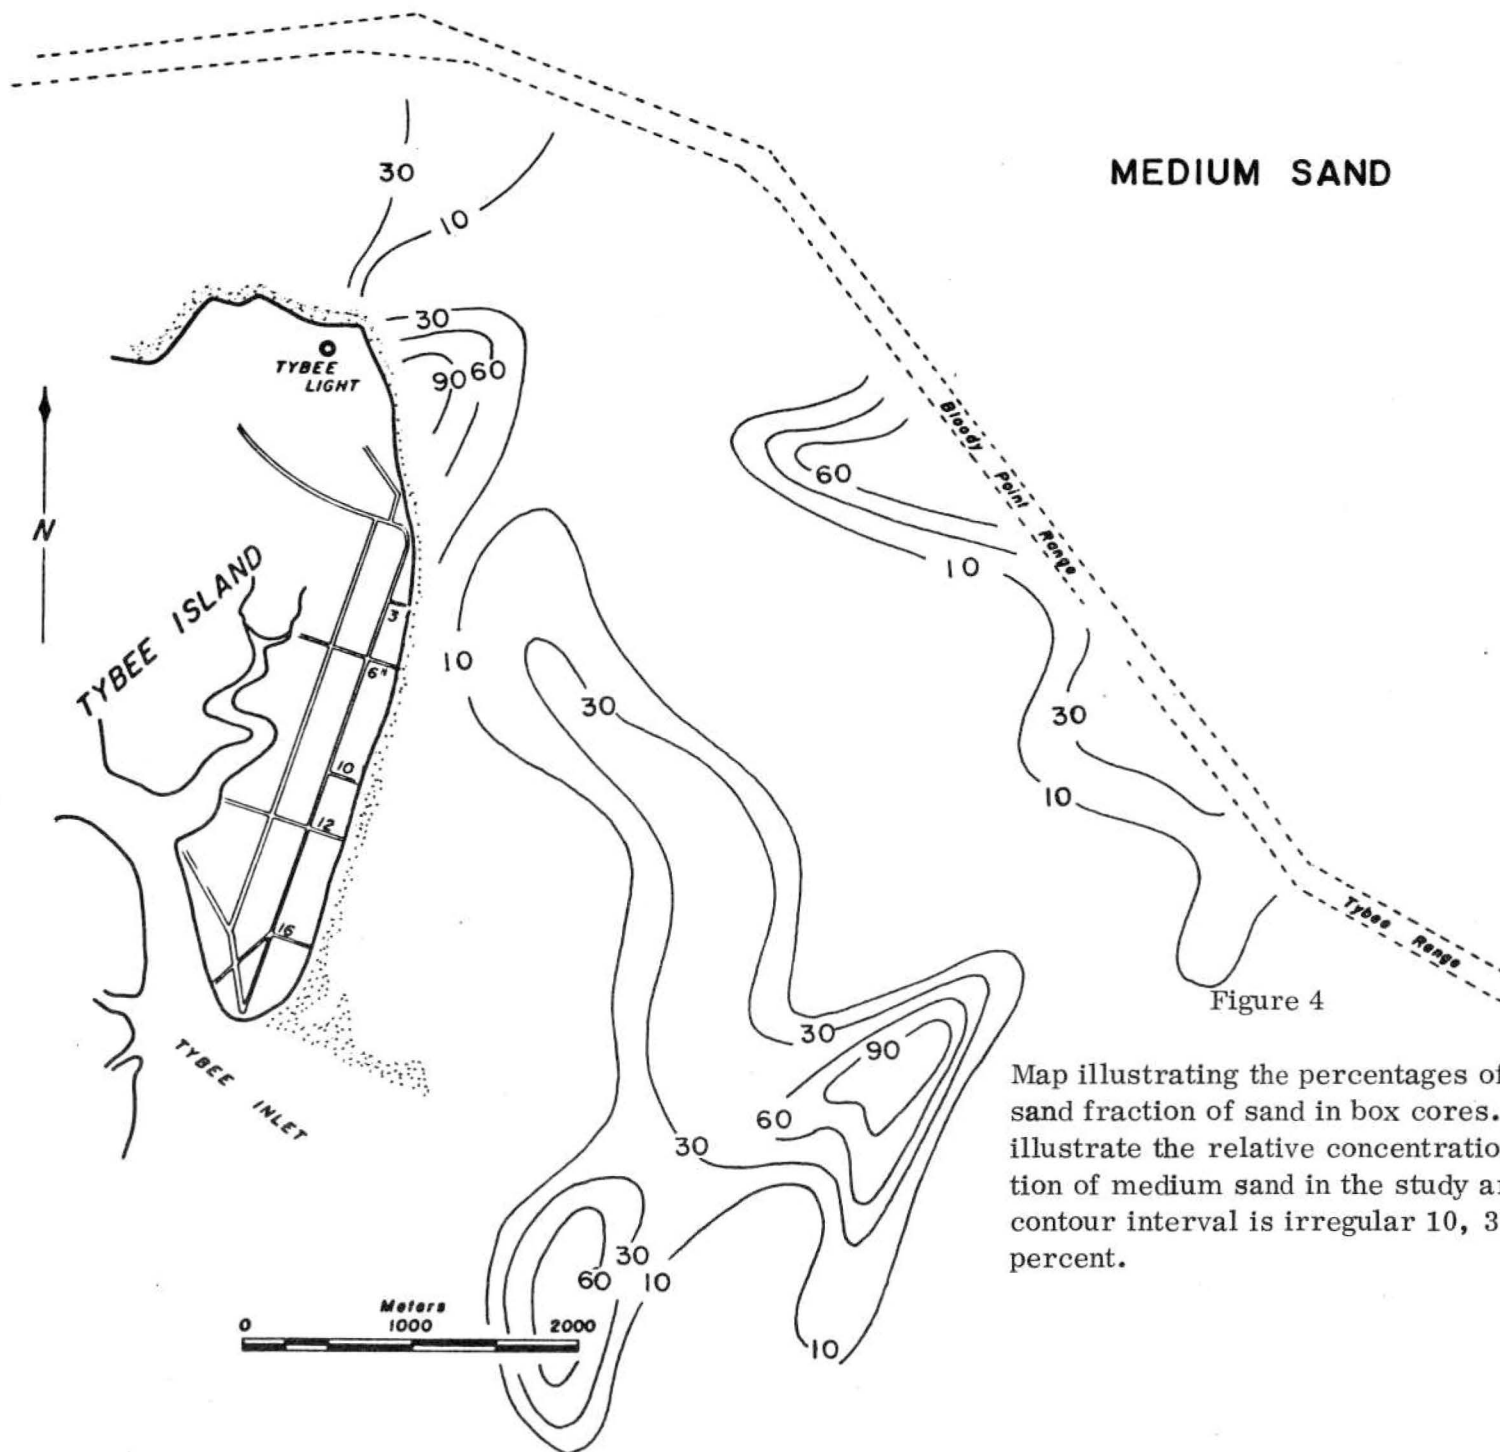 MEDIUM SAND
30
10
30
90 60
TYBEE
LIGHT
N
TYBEE ISLAND
3
6th
10
12
16
TYBEE INLET
10
30
60
10
30
10
Bloody Point Range
Tybee Range
30
90
60
30
30
60
10
10
Meters
0 1000 2000
Figure 4
Map illustrating the percentages of
sand fraction of sand in box cores.
illustrate the relative concentratio
tion of medium sand in the study a
contour interval is irregular 10, 3
percent.